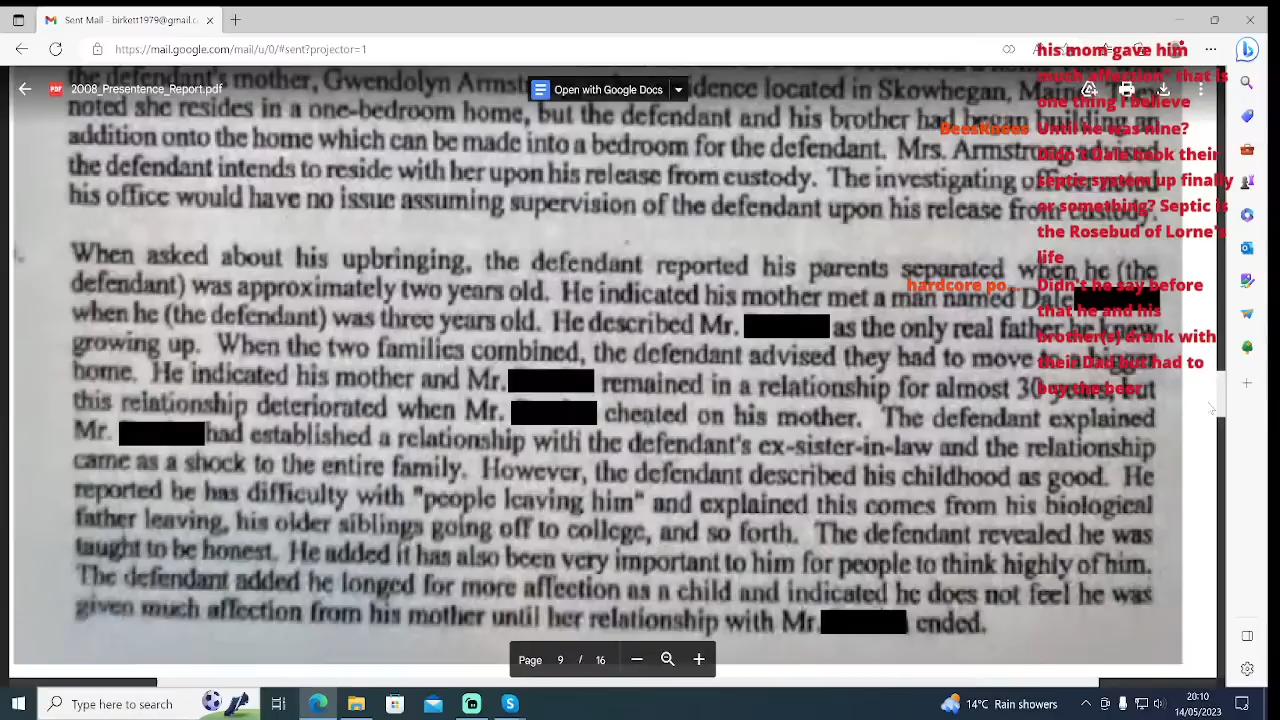 Sent Mail - birkett1979@gmail.c
https://mail.google.com/mail/u/0/#sent?projector=1
2008_Presentence_Report.pdf
Open with Google Docs
the defendant's mother, Gwendolyn residence located in Skowhegan, Maine.
noted she resides in a one-bedroom home, but the defendant and his brother had began building an
addition onto the home which can be made into a bedroom for the defendant. Mrs.
the defendant intends to reside with her upon his release from custody. The investigating
his office would have no issue assuming supervision of the defendant upon his release from custody.
When asked about his upbringing, the defendant reported his parents separated when he (the
defendant) was approximately two years old. He indicated his mother met a man named Dale
when he (the defendant) was three years old. He described Mr. as the only real father he knew
growing up. When the two families combined, the defendant advised they had to move to a bigger
home. He indicated his mother and Mr. remained in a relationship for almost 30 years but
this relationship deteriorated when Mr. cheated on his mother. The defendant explained
Mr. had established a relationship with the defendant's ex-sister-in-law and the relationship
came as a shock to the entire family. However, the defendant described his childhood as good. He
reported he has difficulty with "people leaving him" and explained this comes from his biological
father leaving, his older siblings going off to college, and so forth. The defendant revealed he was
taught to be honest. He added it has also been very important to him for people to think highly of him.
The defendant added he longed for more affection as a child and indicated he does not feel he was
given much affection from his mother until her relationship with Mr. ended.
his mom gave him
much affection" that is
one thing I believe
BeesKnees Until he was nine?
Didn't Dale hook their
septic system up finally
or something? Septic is
the Rosebud of Lorne's
life
hardcore po... Didn't he say before
that he and his
brother(s) drank with
their Dad but had to
buy the beer
Page 9 / 16
Type here to search
14°C Rain showers
20:10
14/05/2023